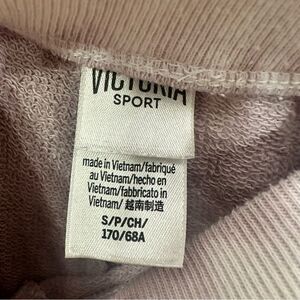 VICTORIA
SPORT
made in Vietnam/fabriqué
au Vietnam/hecho en
Vietnam/fabbricato in
Vietnam/ 越南制造
S/P/CH/
170/68A